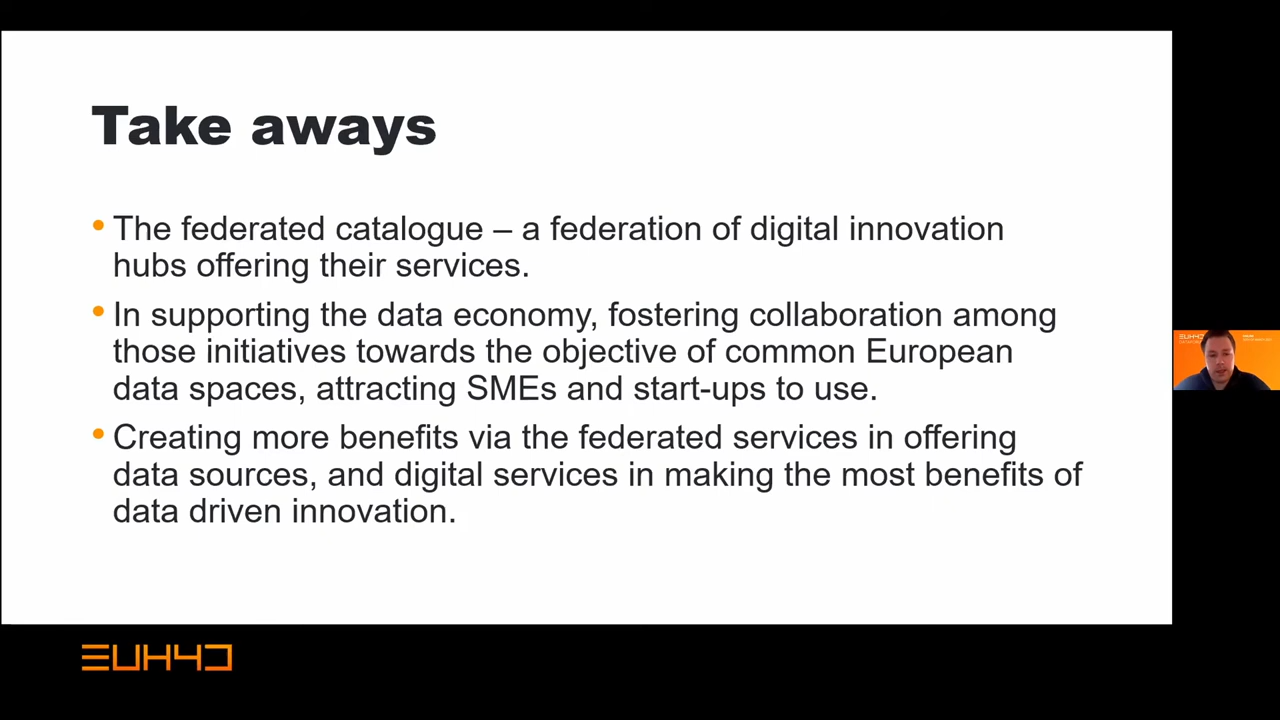 Take aways
• The federated catalogue – a federation of digital innovation
hubs offering their services.
• In supporting the data economy, fostering collaboration among
those initiatives towards the objective of common European
data spaces, attracting SMEs and start-ups to use.
• Creating more benefits via the federated services in offering
data sources, and digital services in making the most benefits of
data driven innovation.
EUH4D